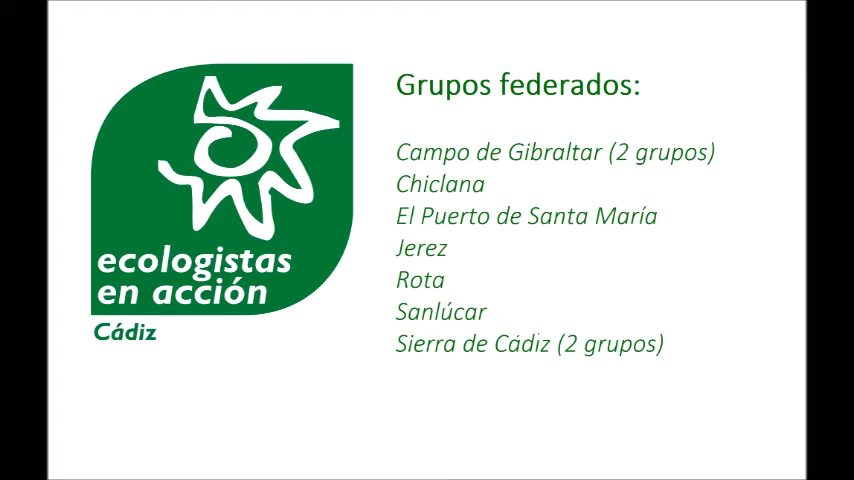 ecologistas
en acción
Cádiz
Grupos federados:
Campo de Gibraltar (2 grupos)
Chiclana
El Puerto de Santa María
Jerez
Rota
Sanlúcar
Sierra de Cádiz (2 grupos)